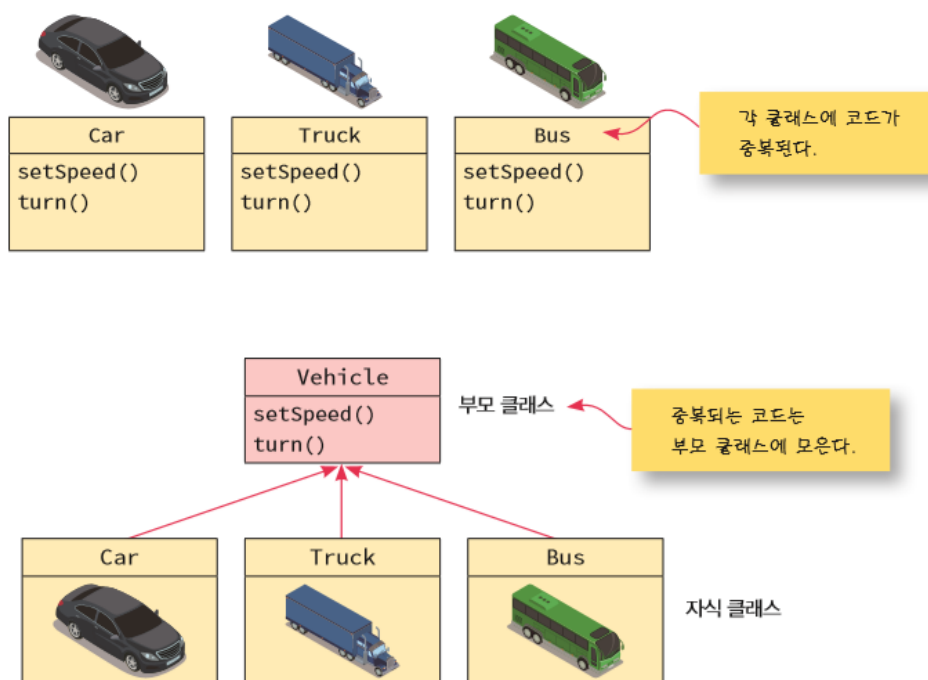 Car
setSpeed()
turn()
Truck
setSpeed()
turn()
Bus
setSpeed()
turn()
각 클래스에 코드가
중복된다.
Vehicle
setSpeed()
turn()
부모 클래스
중복되는 코드는
부모 클래스에 모은다.
Car
Truck
Bus
자식 클래스